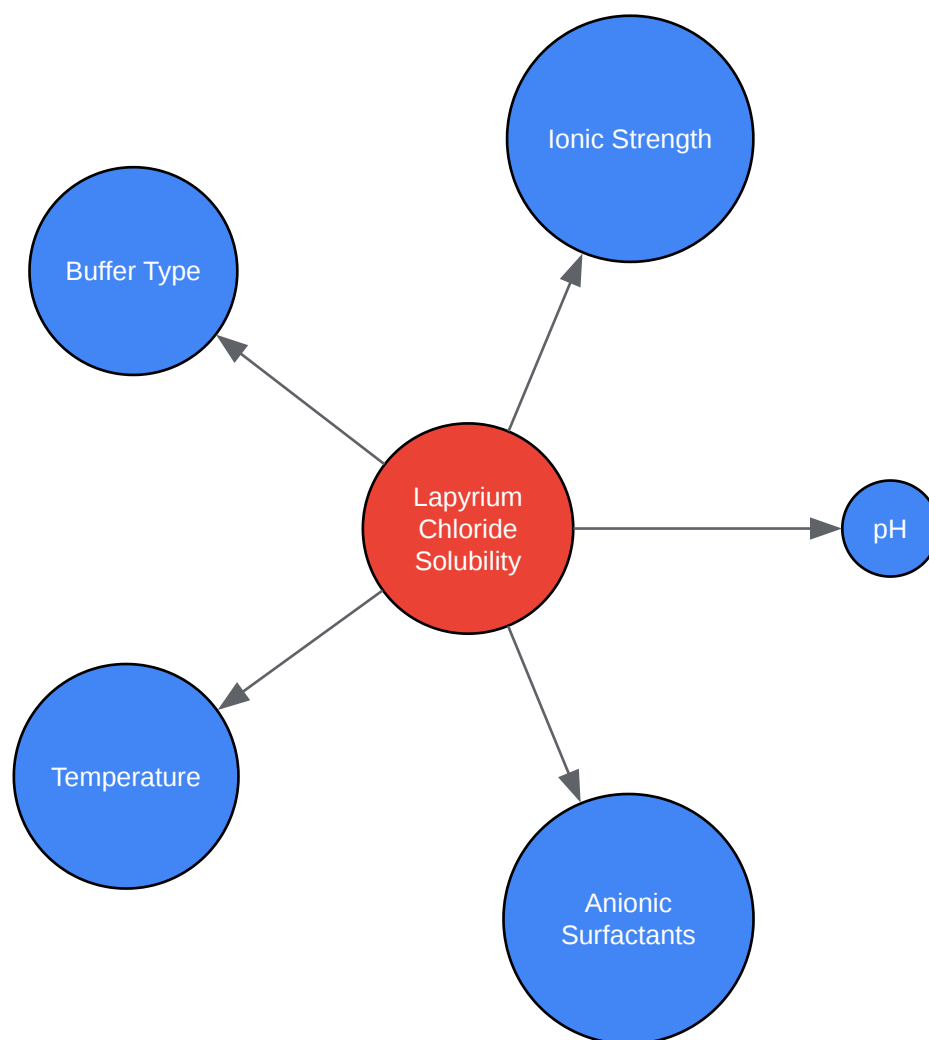 Ionic Strength
Buffer Type
Lapyrium
Chloride
Solubility
pH
Temperature
Anionic
Surfactants